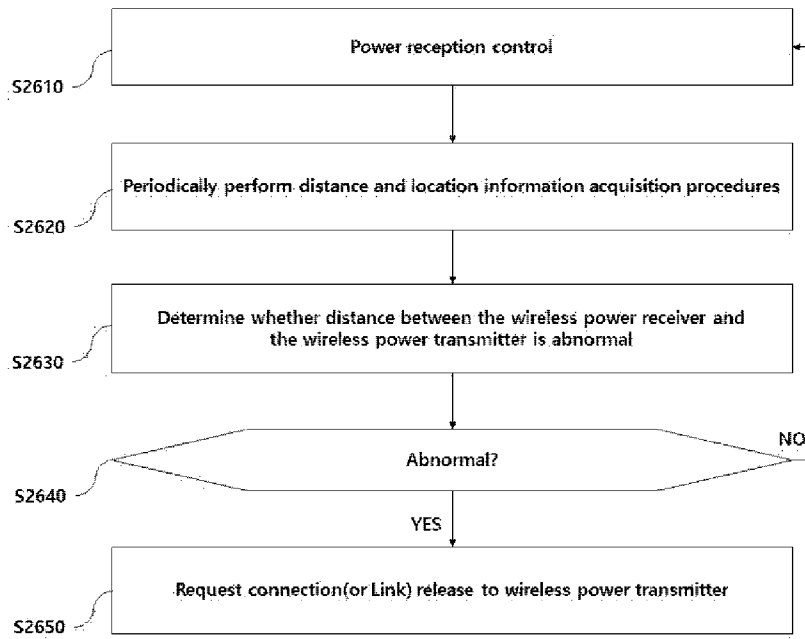 Power reception control
S2610
Periodically perform distance and location information acquisition procedures
S2620
Determine whether distance between the wireless power receiver and
the wireless power transmitter is abnormal
S2630
Abnormal?
NO
S2640
YES
Request connection(or Link) release to wireless power transmitter
S2650